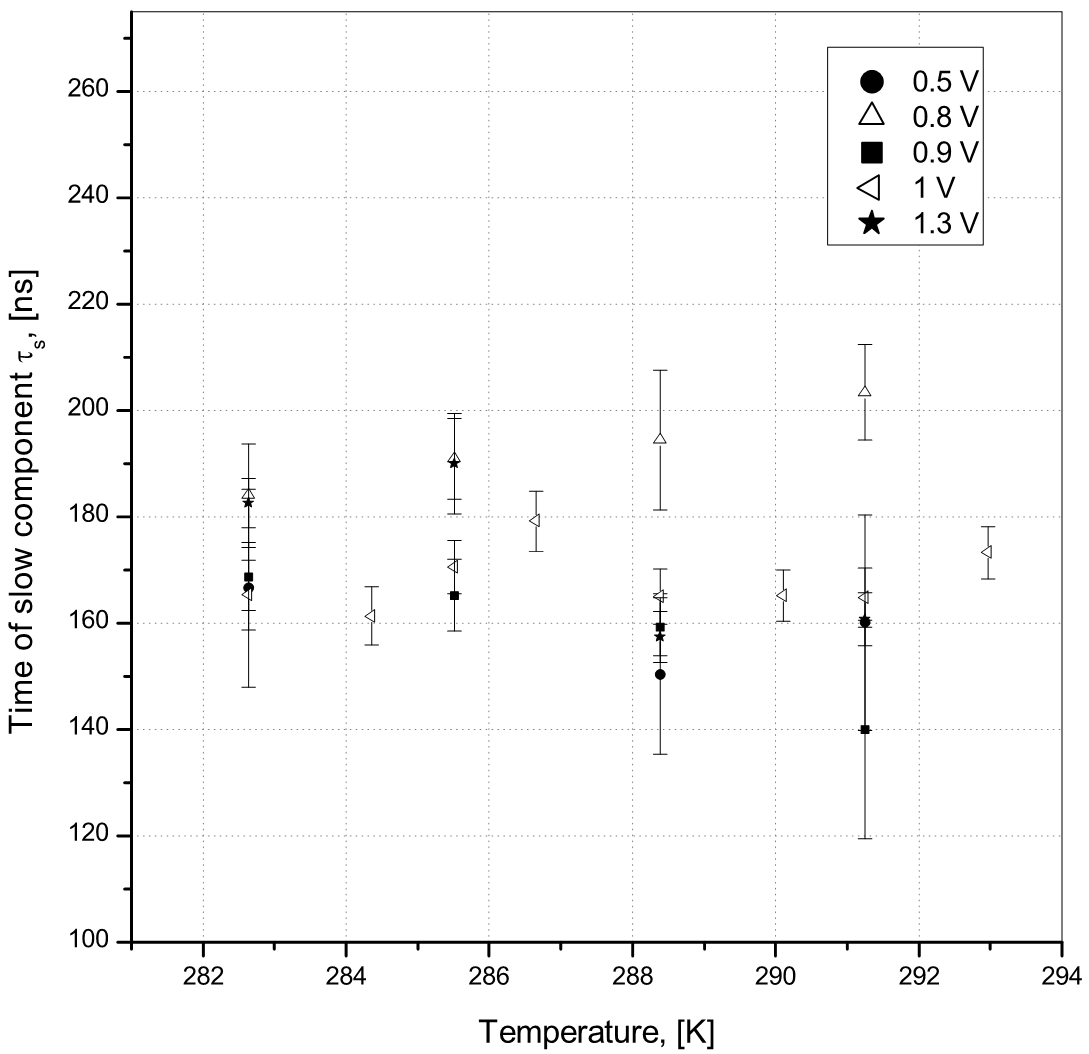 260
240
220
200
180
160
140
120
100
Time of slow component τs, [ns]
0.5 V
0.8 V
0.9 V
1 V
1.3 V
282 284 286 288 290 292 294
Temperature, [K]